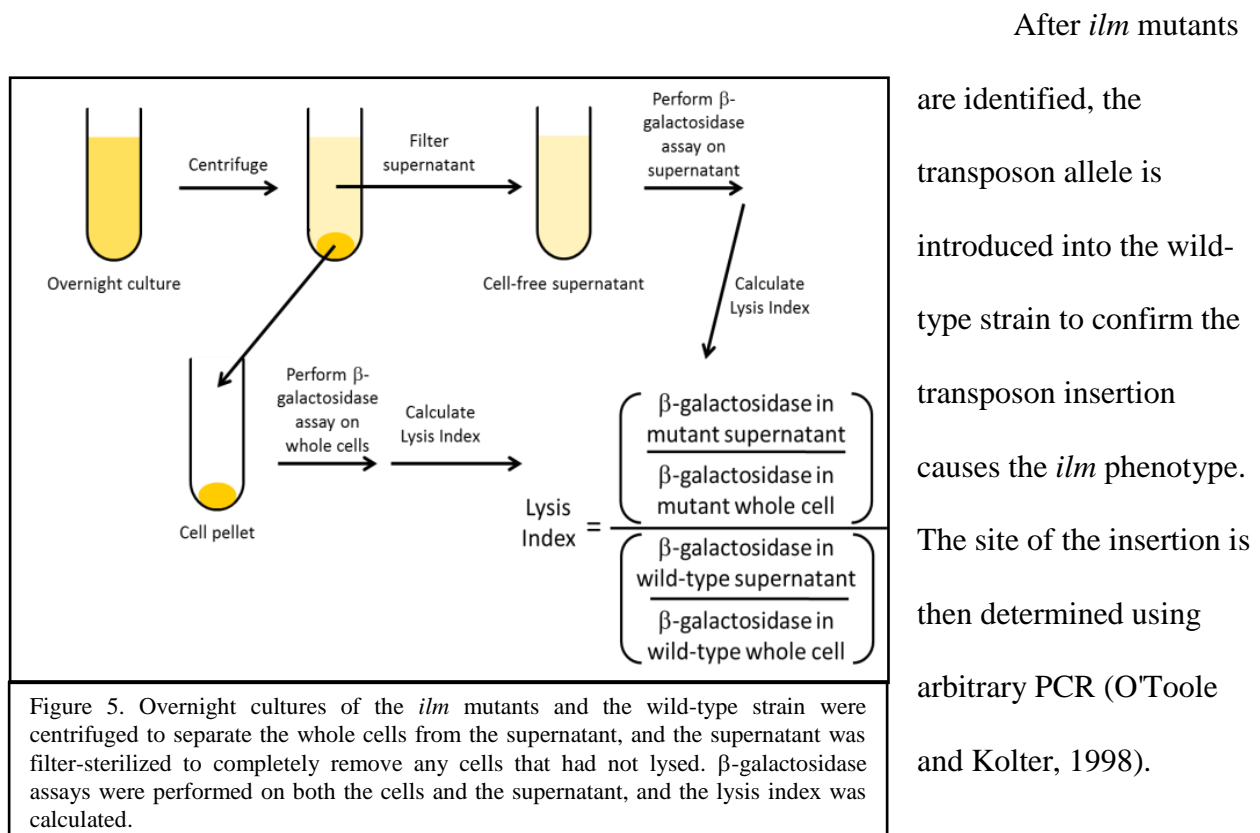 After ilm mutants
are identified, the
transposon allele is
introduced into the wild-
type strain to confirm the
transposon insertion
causes the ilm phenotype.
The site of the insertion is
then determined using
arbitrary PCR (O'Toole
and Kolter, 1998).
Overnight culture
Centrifuge
Filter
supernatant
Cell-free supernatant
Perform β-
galactosidase
assay on
supernatant
Calculate
Lysis Index
Cell pellet
Perform β-
galactosidase
assay on
whole cells
Calculate
Lysis Index
Lysis
Index =
β-galactosidase in
mutant supernatant
β-galactosidase in
mutant whole cell
β-galactosidase in
wild-type supernatant
β-galactosidase in
wild-type whole cell
Figure 5. Overnight cultures of the ilm mutants and the wild-type strain were
centrifuged to separate the whole cells from the supernatant, and the supernatant was
filter-sterilized to completely remove any cells that had not lysed. β-galactosidase
assays were performed on both the cells and the supernatant, and the lysis index was
calculated.